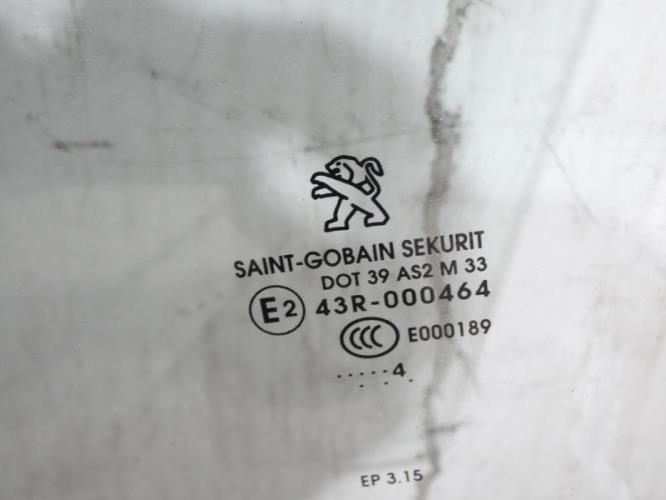 SAINT-GOBAIN SEKURIT
DOT 39 AS2 M 33
E2 43R-000464
CCC E000189
.....4
EP 3.15